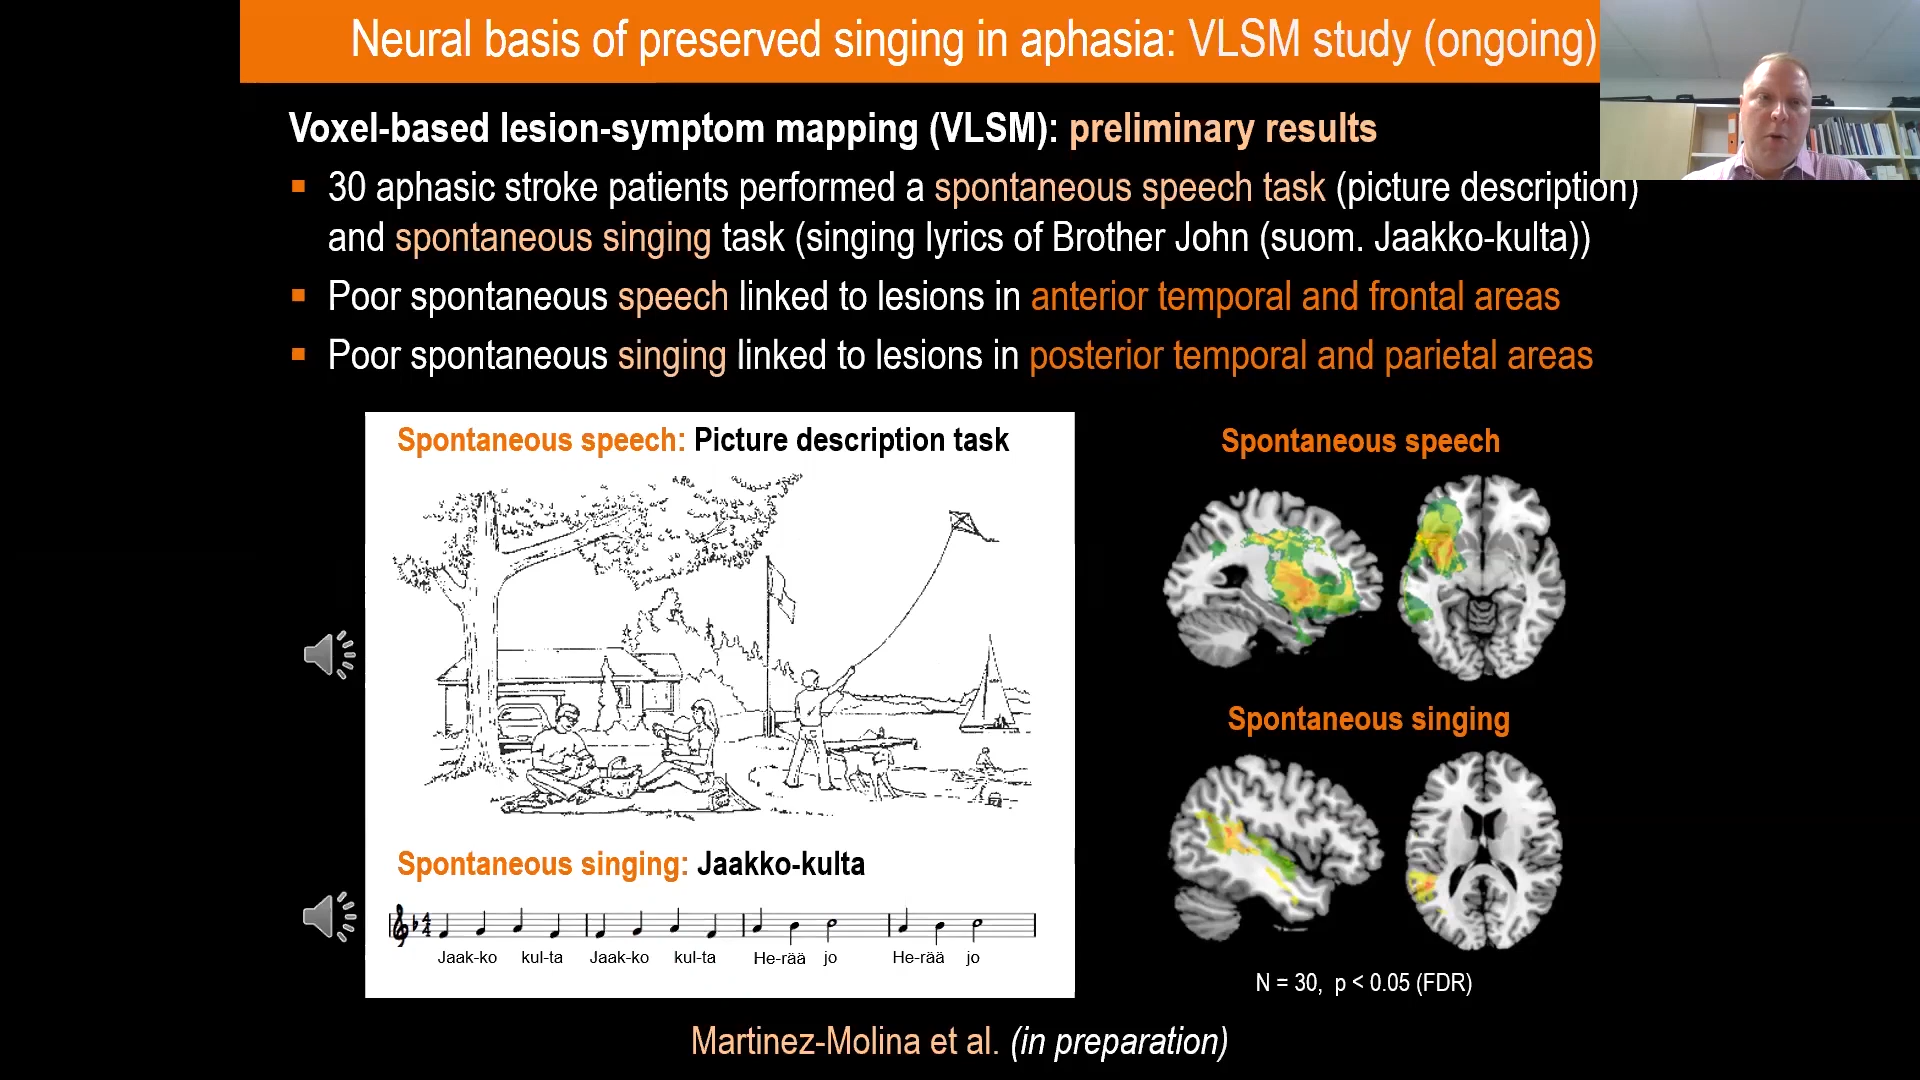 Neural basis of preserved singing in aphasia: VLSM study (ongoing)
Voxel-based lesion-symptom mapping (VLSM): preliminary results
30 aphasic stroke patients performed a spontaneous speech task (picture description)
and spontaneous singing task (singing lyrics of Brother John (suom. Jaakko-kulta))
Poor spontaneous speech linked to lesions in anterior temporal and frontal areas
Poor spontaneous singing linked to lesions in posterior temporal and parietal areas
Spontaneous speech: Picture description task
Spontaneous singing: Jaakko-kulta
4
4
Jaak-ko kul-ta Jaak-ko kul-ta He-rää jo He-rää jo
Spontaneous speech
Spontaneous singing
N = 30, p < 0.05 (FDR)
Martinez-Molina et al. (in preparation)